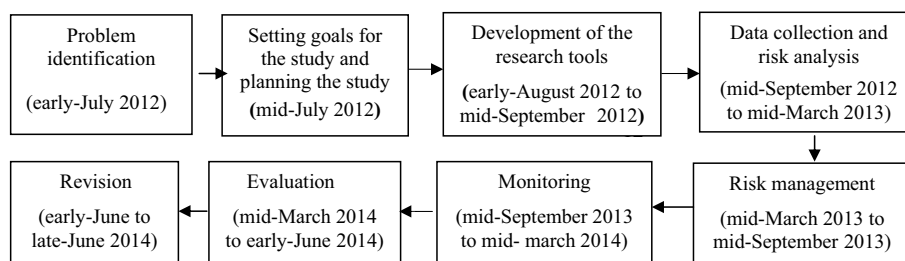 Problem
identification
(early-July 2012)
Setting goals for
the study and
planning the study
(mid-July 2012)
Development of the
research tools
(early-August 2012 to
mid-September 2012)
Data collection and
risk analysis
(mid-September 2012
to mid-March 2013)
Risk management
(mid-March 2013 to
mid-September 2013)
Monitoring
(mid-September 2013
to mid- march 2014)
Evaluation
(mid-March 2014
to early-June 2014)
Revision
(early-June to
late-June 2014)